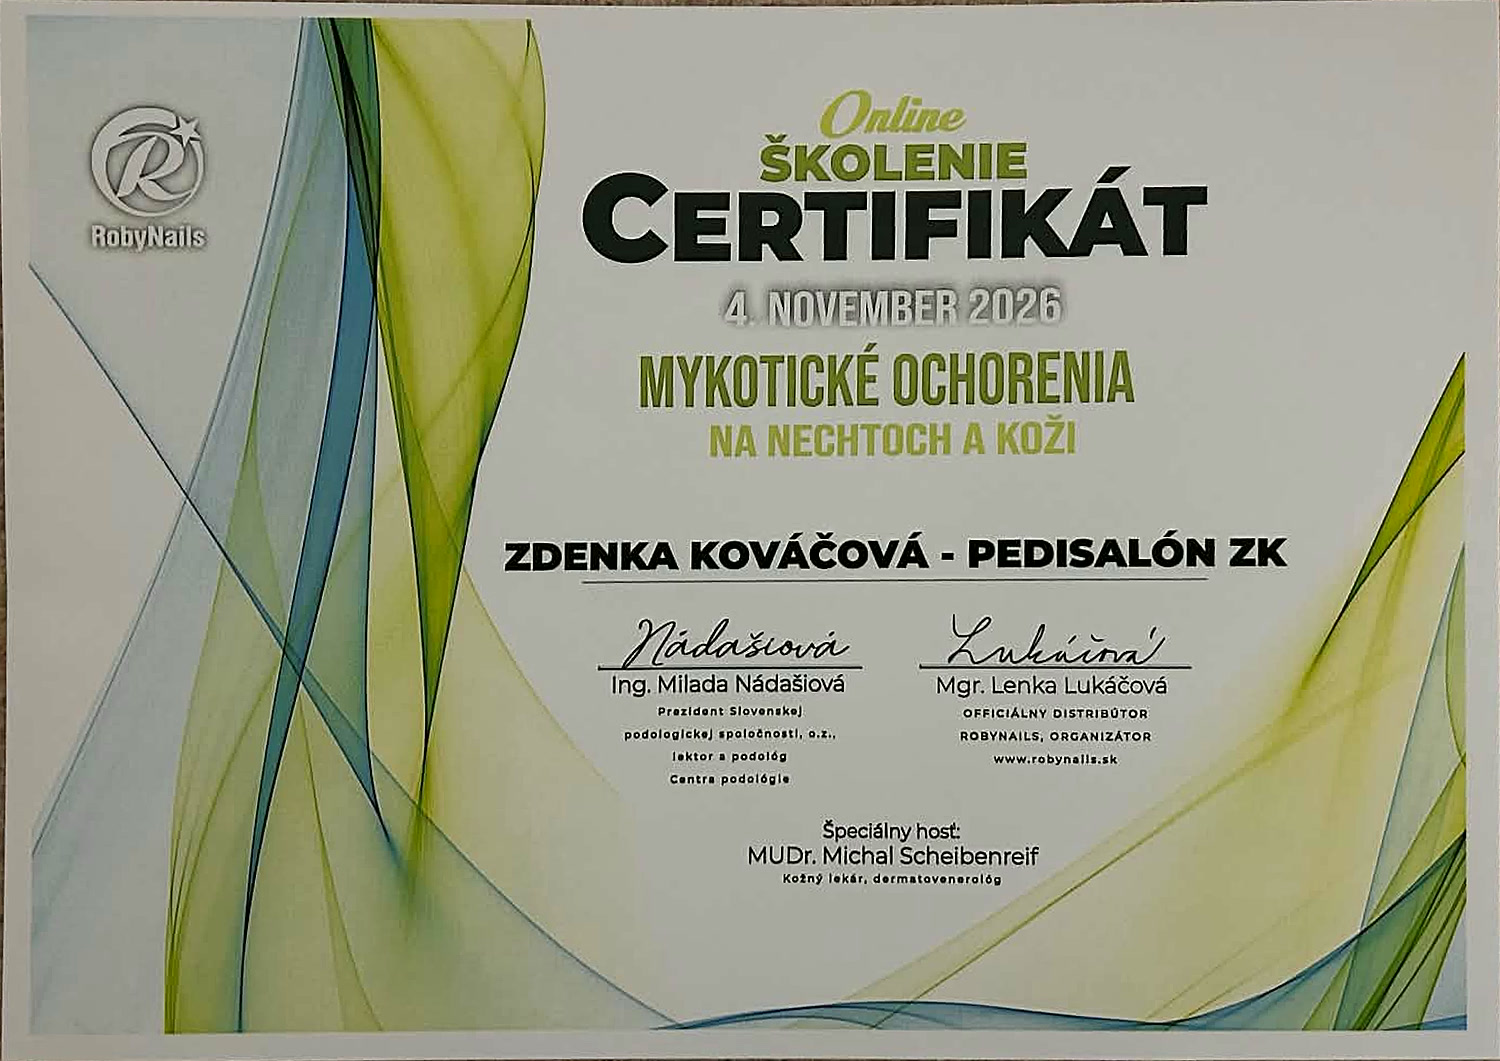 RobyNails
Online
ŠKOLENIE
CERTIFIKÁT
4. NOVEMBER 2026
MYKOTICKÉ OCHORENIA
NA NECHTOCH A KOŽI
ZDENKA KOVÁČOVÁ - PEDISALÓN ZK
Nádašiová
Ing. Milada Nádašiová
Prezident Slovenskej
podologickej spoločnosti, o.z.,
lektor a podológ
Centra podológie
Lukáčová
Mgr. Lenka Lukáčová
OFFICIÁLNY DISTRIBÚTOR
ROBYNAILS, ORGANIZÁTOR
www.robynails.sk
Špeciálny hosť:
MUDr. Michal Scheibenreif
Kožný lekár, dermatovenerológ